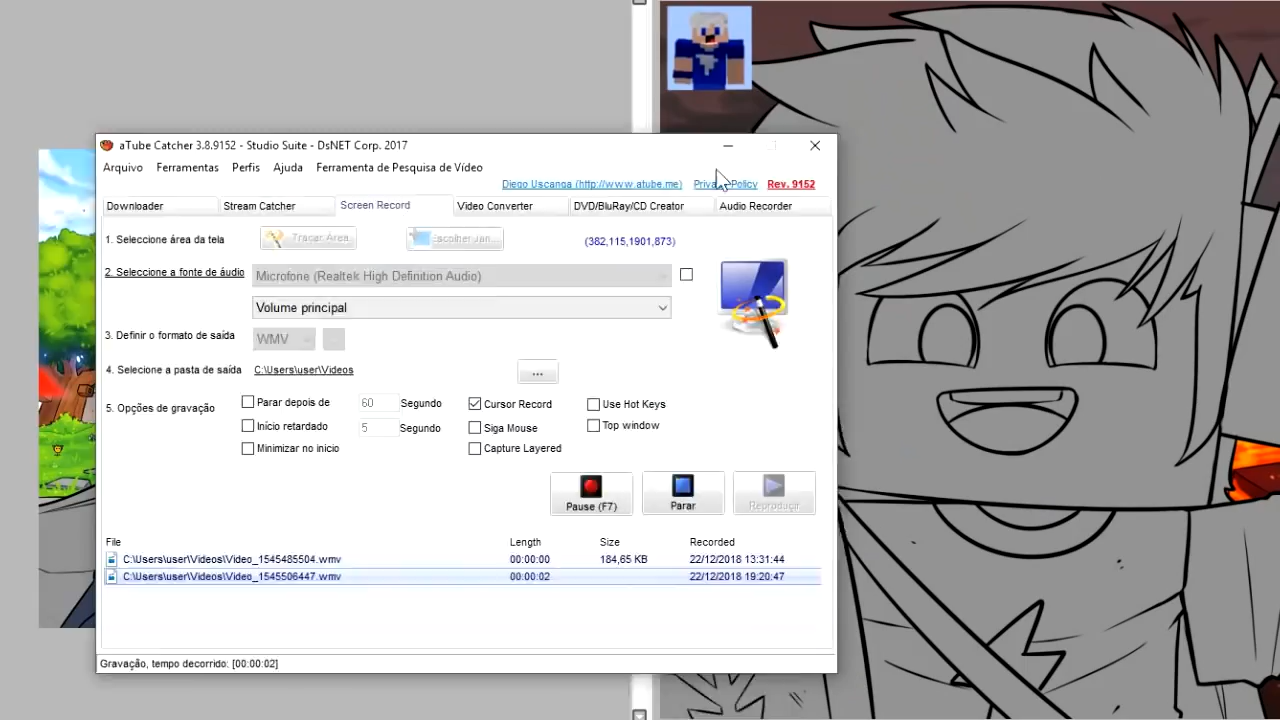 aTube Catcher 3.8.9152 - Studio Suite - DsNET Corp. 2017
Arquivo Ferramentas Perfis Ajuda Ferramenta de Pesquisa de Vídeo
Diego Uscanga (http://www.atube.me) Privacy Policy Rev. 9152
Downloader Stream Catcher Screen Record Video Converter DVD/BluRay/CD Creator Audio Recorder
1. Seleccione área da tela Traçar Area Escolher Jan... (382,115,1901,873)
2. Seleccione a fonte de áudio Microfone (Realtek High Definition Audio)
Volume principal
3. Definir o formato de saída WMV
4. Selecione a pasta de saída C:\Users\user\Videos ...
5. Opções de gravação Parar depois de 60 Segundo Cursor Record Use Hot Keys
Início retardado 5 Segundo Siga Mouse Top window
Minimizar no inicio Capture Layered
Pause (F7) Parar Reproduçir
File Length Size Recorded
C:\Users\user\Videos\Video_1545485504.wmv 00:00:00 184,65 KB 22/12/2018 13:31:44
C:\Users\user\Videos\Video_1545506447.wmv 00:00:02 22/12/2018 19:20:47
Gravação, tempo decorrido: [00:00:02]